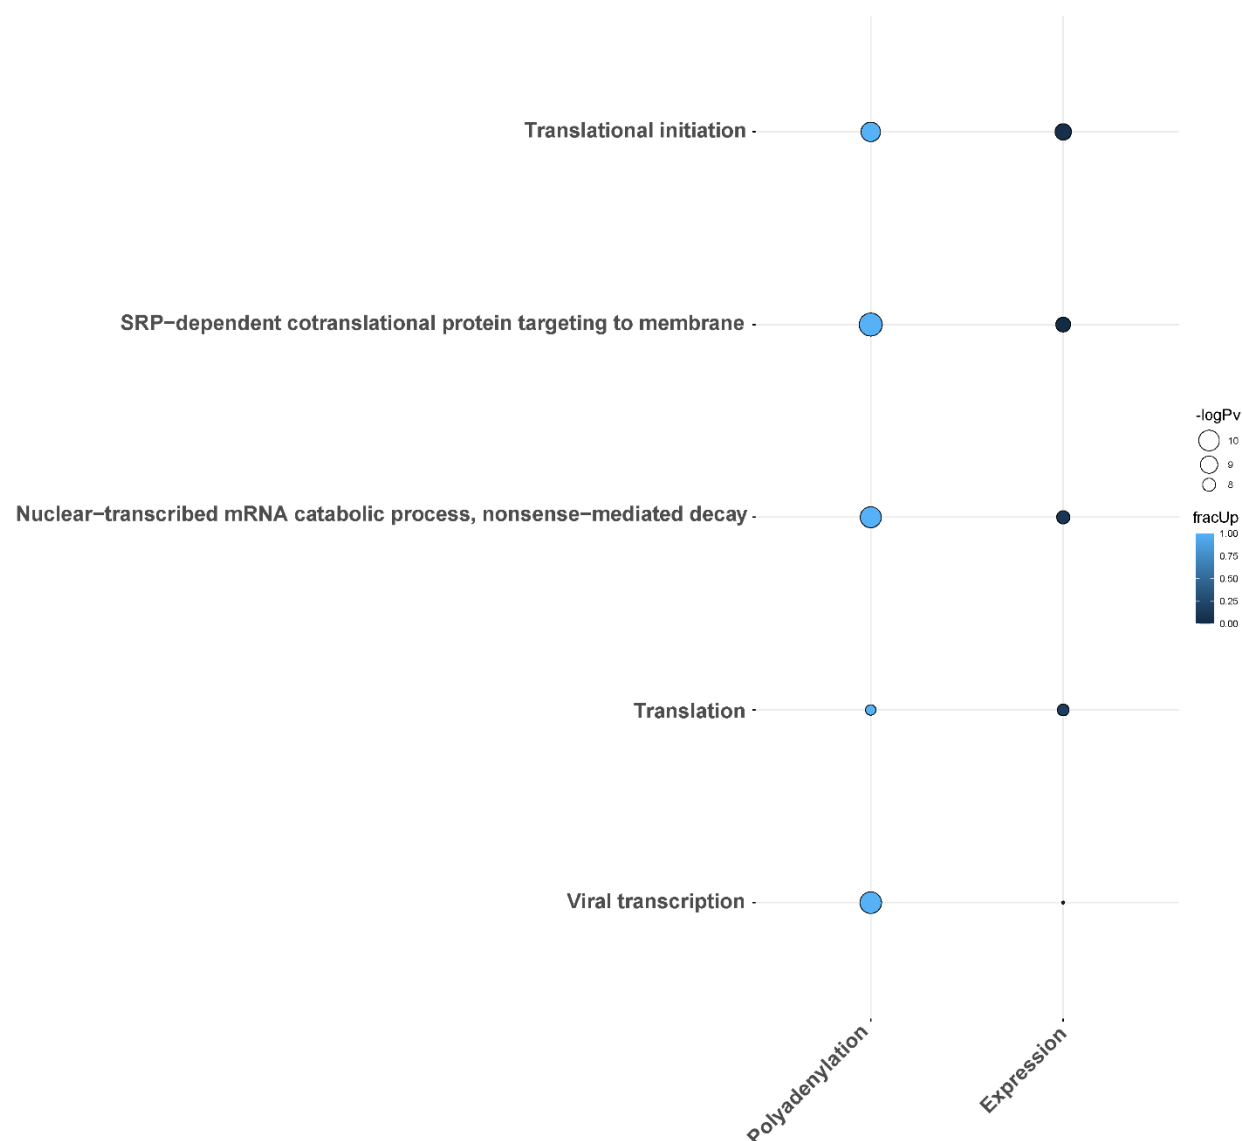 Translational initiation
SRP−dependent cotranslational protein targeting to membrane
Nuclear−transcribed mRNA catabolic process, nonsense−mediated decay
Translation
Viral transcription
-logPv
10
9
8
fracUp
1.00
0.75
0.50
0.25
0.00
Polyadenylation
Expression